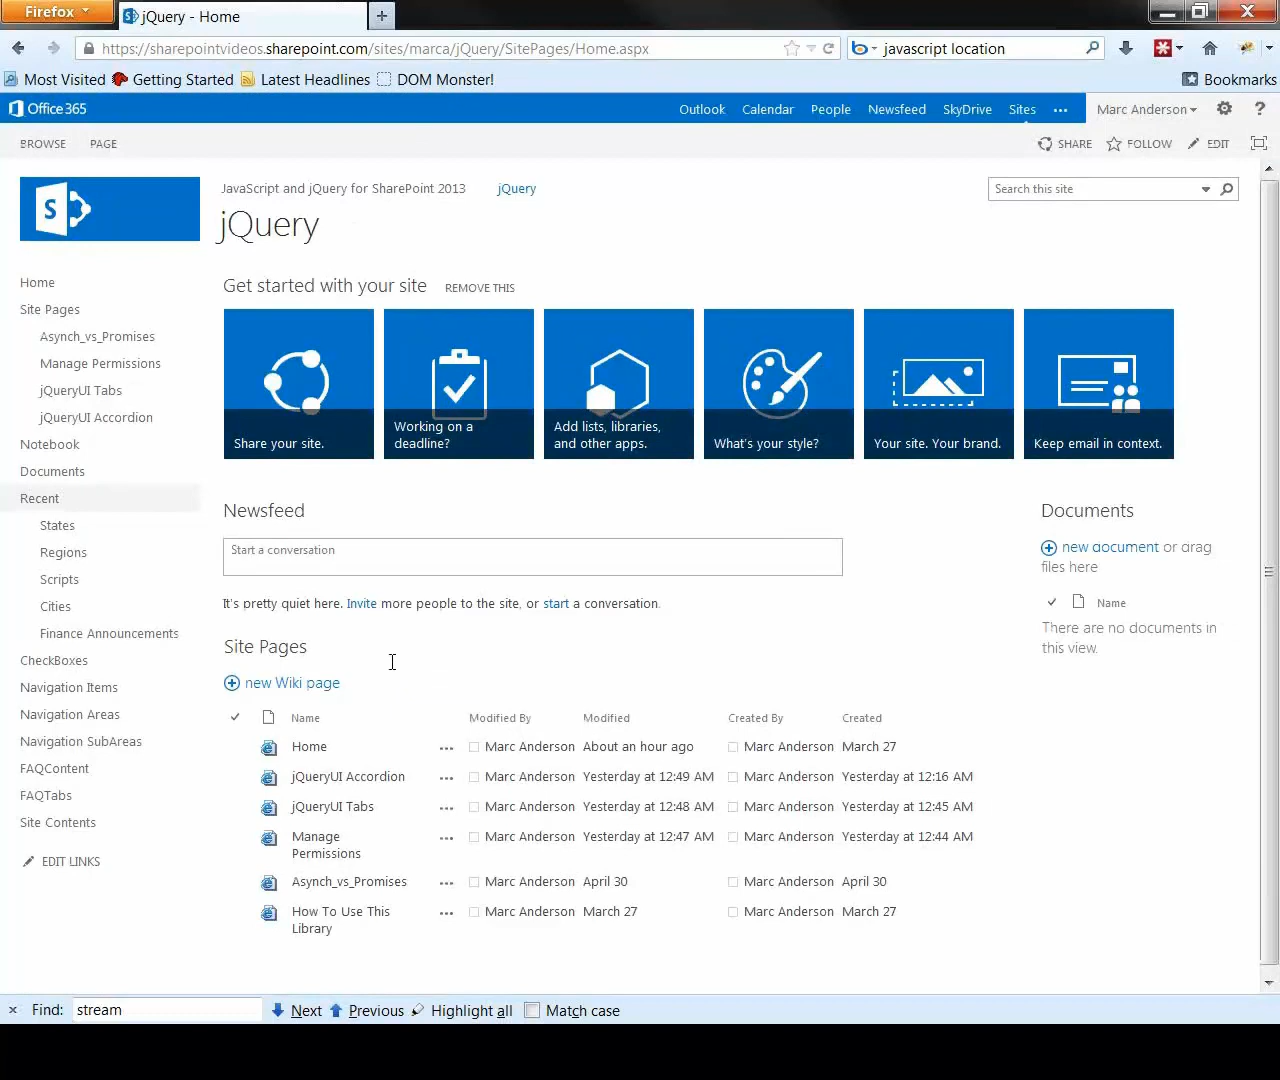 Firefox
jQuery - Home
https://sharepointvideos.sharepoint.com/sites/marca/jQuery/SitePages/Home.aspx
javascript location
Most Visited
Getting Started
Latest Headlines
DOM Monster!
Bookmarks
Office 365
Outlook
Calendar
People
Newsfeed
SkyDrive
Sites
Marc Anderson
BROWSE
PAGE
SHARE
FOLLOW
EDIT
S
JavaScript and jQuery for SharePoint 2013
jQuery
Search this site
jQuery
Home
Site Pages
Asynch_vs_Promises
Manage Permissions
jQueryUI Tabs
jQueryUI Accordion
Notebook
Documents
Recent
States
Regions
Scripts
Cities
Finance Announcements
CheckBoxes
Navigation Items
Navigation Areas
Navigation SubAreas
FAQContent
FAQTabs
Site Contents
EDIT LINKS
Get started with your site
REMOVE THIS
Share your site.
Working on a
deadline?
Add lists, libraries,
and other apps.
What's your style?
Your site. Your brand.
Keep email in context.
Newsfeed
Start a conversation
It's pretty quiet here. Invite more people to the site, or start a conversation.
Site Pages
new Wiki page
Name Modified By Modified Created By Created
Home ... Marc Anderson About an hour ago Marc Anderson March 27
jQueryUI Accordion ... Marc Anderson Yesterday at 12:49 AM Marc Anderson Yesterday at 12:16 AM
jQueryUI Tabs ... Marc Anderson Yesterday at 12:48 AM Marc Anderson Yesterday at 12:45 AM
Manage ... Marc Anderson Yesterday at 12:47 AM Marc Anderson Yesterday at 12:44 AM
Permissions
Asynch_vs_Promises ... Marc Anderson April 30 Marc Anderson April 30
How To Use This ... Marc Anderson March 27 Marc Anderson March 27
Library
Documents
new document or drag
files here
Name
There are no documents in
this view.
Find: stream
Next
Previous
Highlight all
Match case